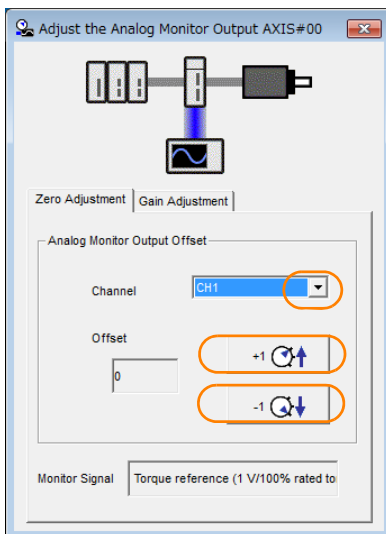 Adjust the Analog Monitor Output AXIS#00
Zero Adjustment
Gain Adjustment
Analog Monitor Output Offset
Channel
CH1
Offset
0
+1
-1
Monitor Signal
Torque reference (1 V/100% rated to